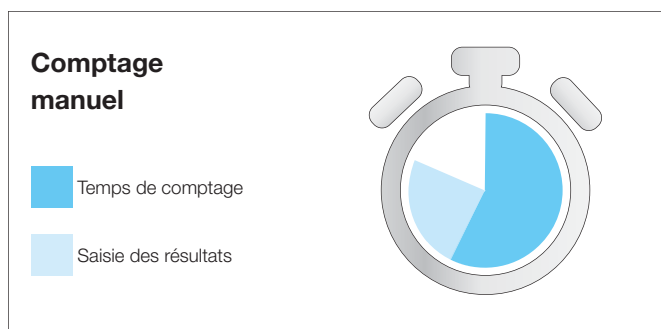 Comptage
manuel
Temps de comptage
Saisie des résultats